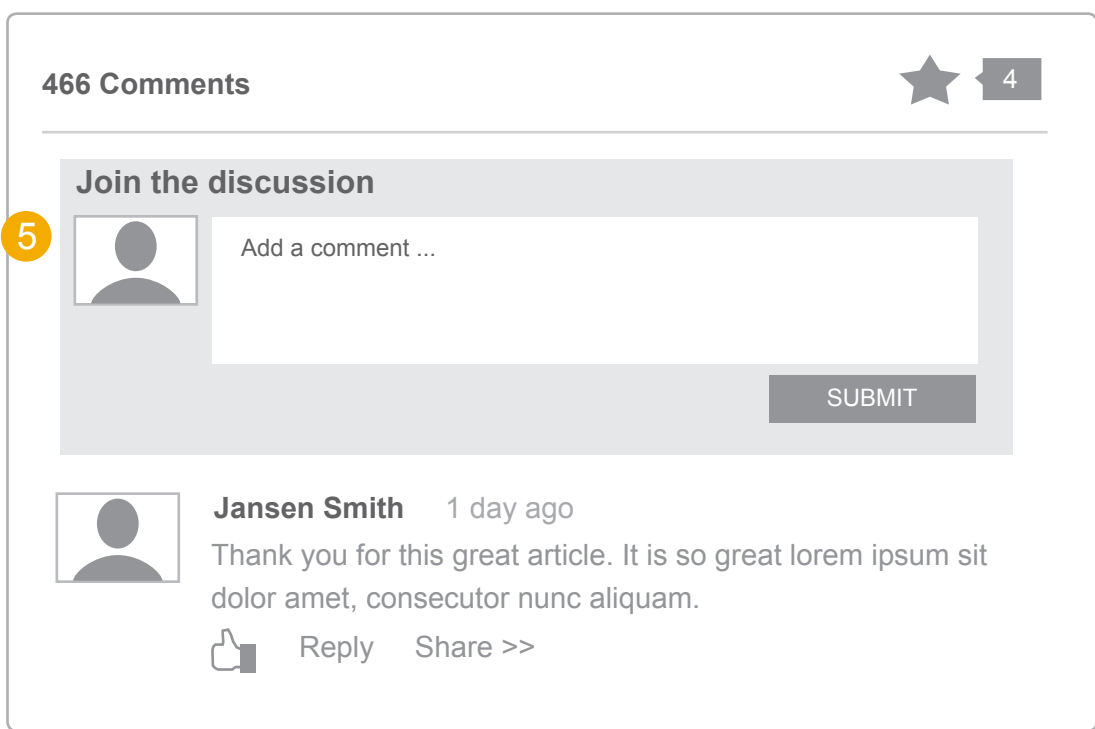 466 Comments
4
Join the discussion
5
Add a comment ...
SUBMIT
Jansen Smith 1 day ago
Thank you for this great article. It is so great lorem ipsum sit
dolor amet, consecutor nunc aliquam.
Reply Share >>